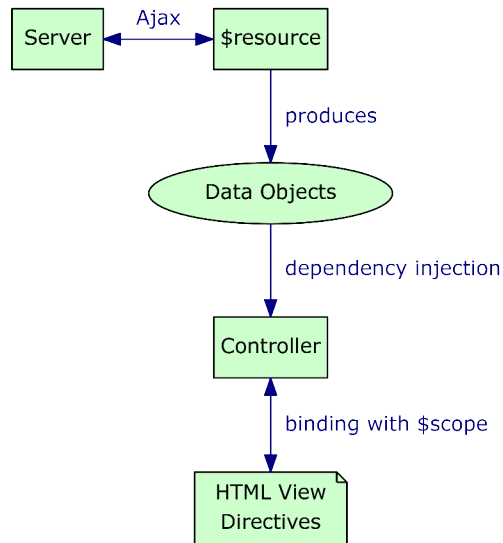 Ajax
Server
$resource
produces
Data Objects
dependency injection
Controller
binding with $scope
HTML View
Directives